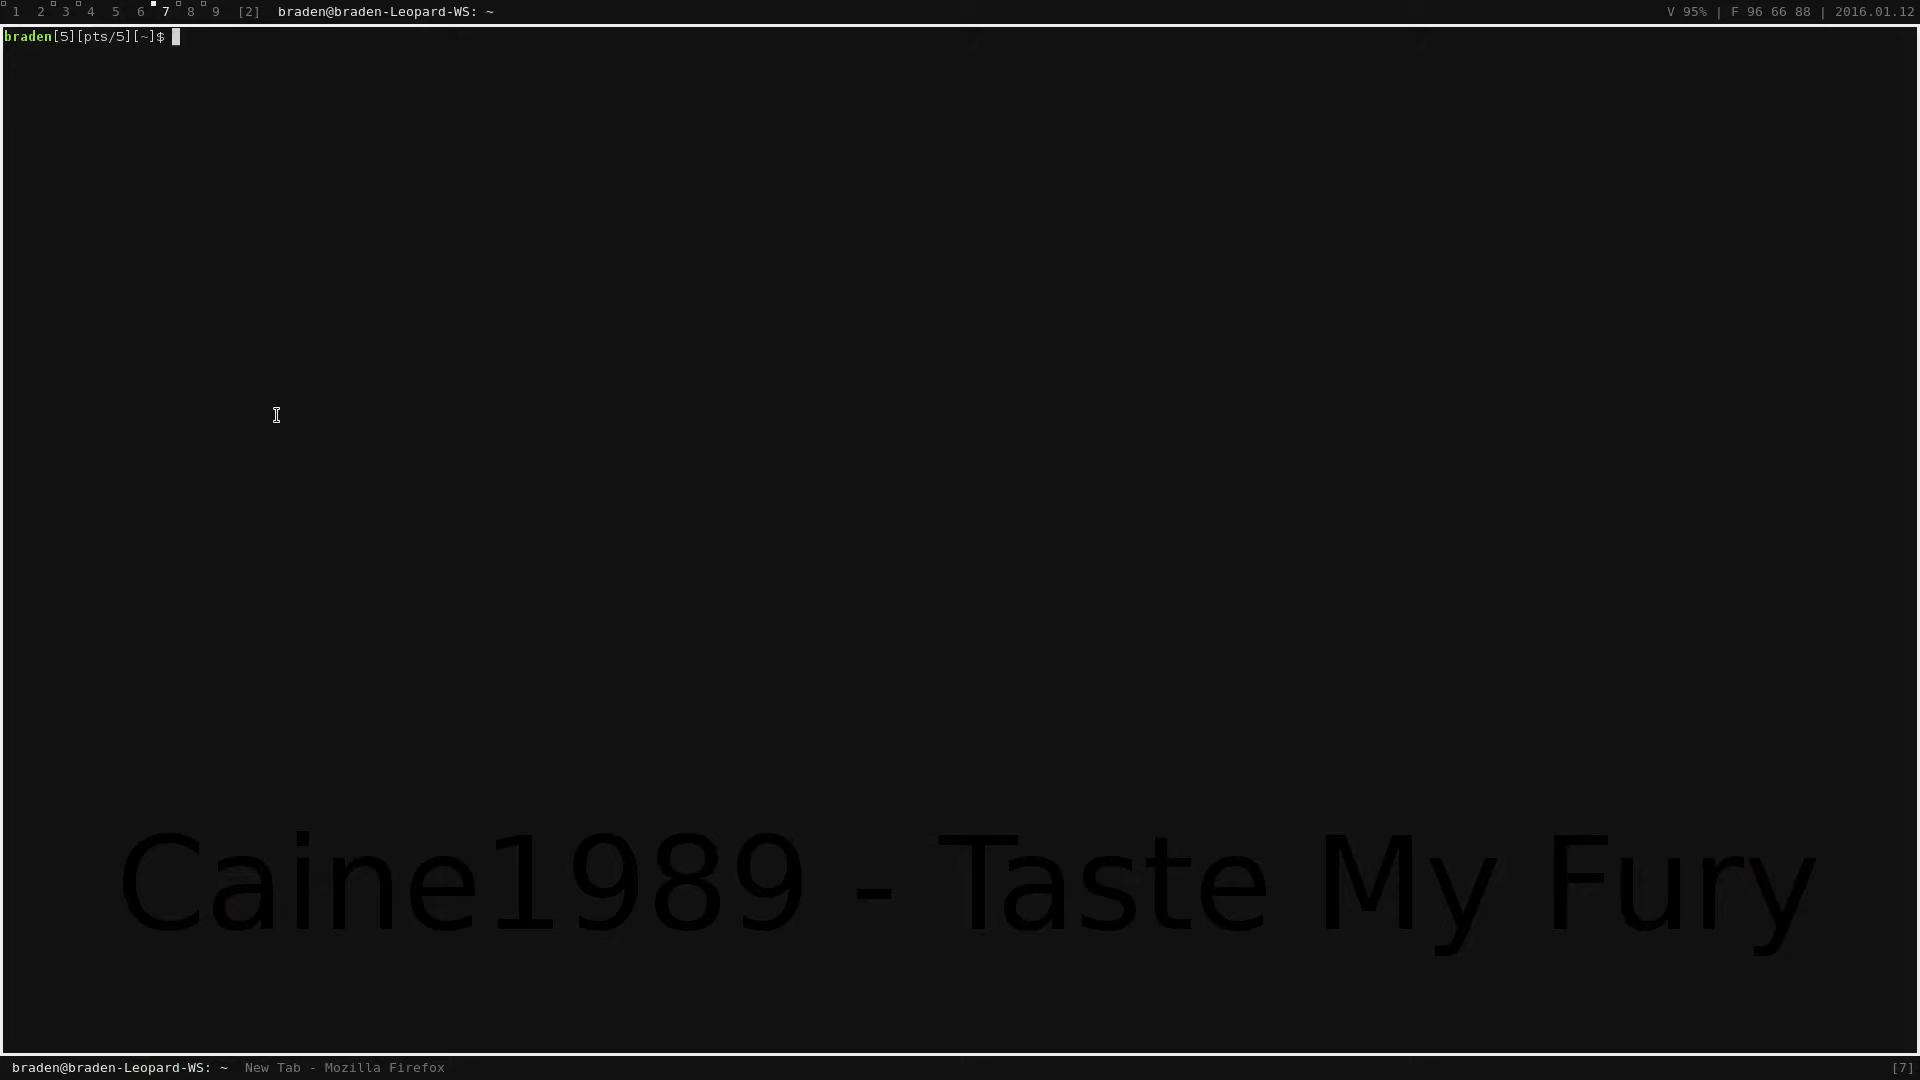 1 2 3 4 5 6 7 8 9 [2] braden@braden-Leopard-WS: ~ V 95% | F 96 66 88 | 2016.01.12
braden[5][pts/5][~]$
Caine1989 - Taste My Fury
braden@braden-Leopard-WS: ~ New Tab - Mozilla Firefox [7]